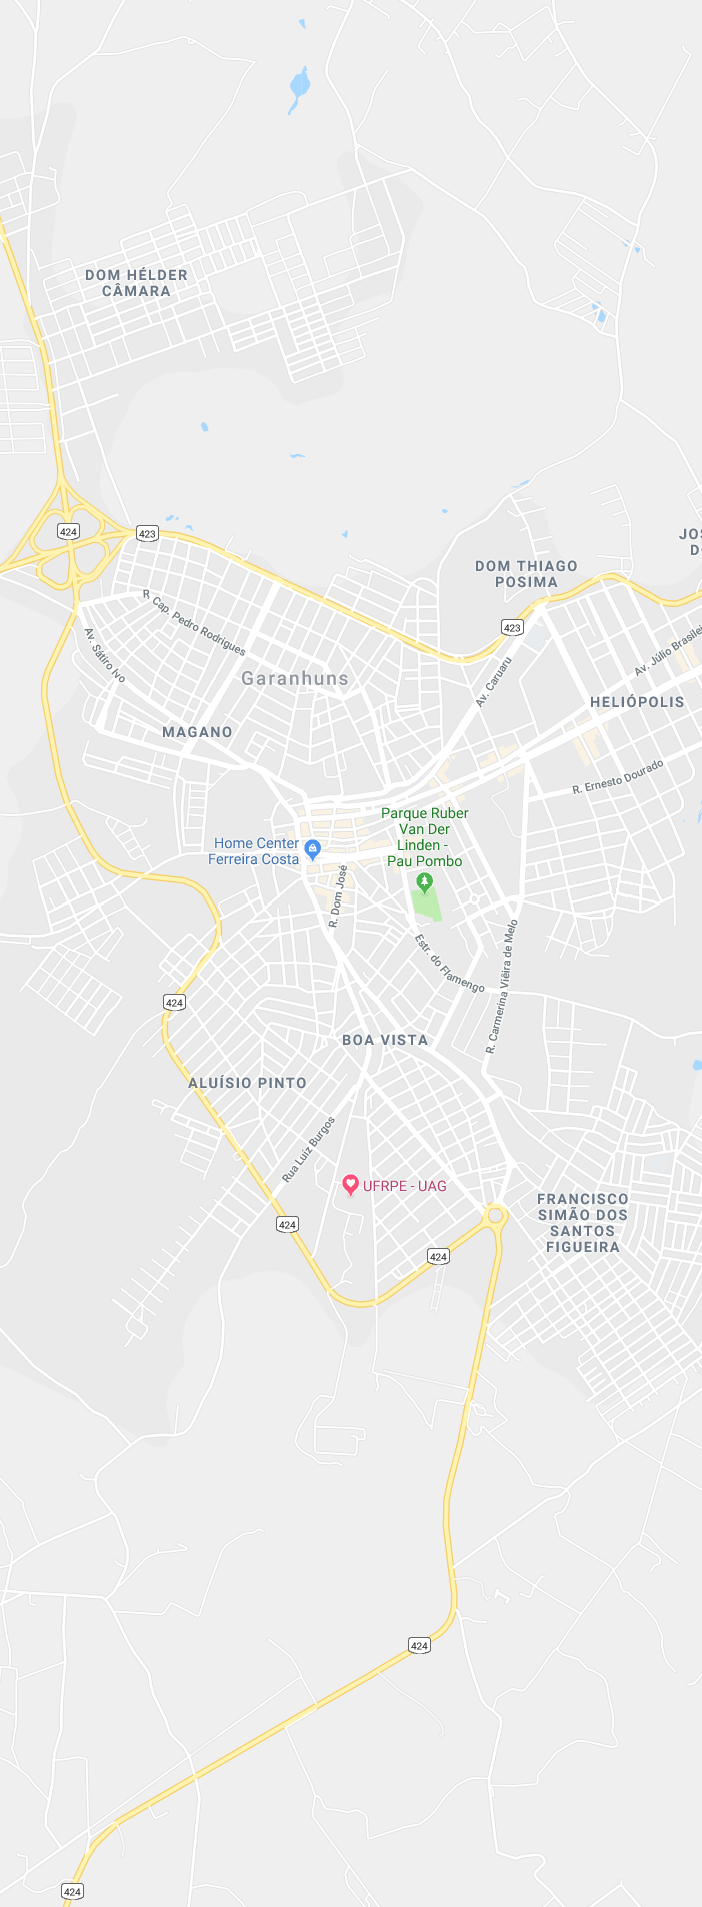 DOM HÉLDER
CÂMARA
424
423
DOM THIAGO
POSIMA
JOS
D
423
R. Cap. Pedro Rodrigues
Av. Sátiro Ivo
Av. Caruaru
Av. Júlio Brasilei
Garanhuns
HELIÓPOLIS
MAGANO
R. Ernesto Dourado
Parque Ruber
Van Der
Linden -
Pau Pombo
Home Center
Ferreira Costa
R. Dom José
Estr. do Flamengo
R. Carmerina Viêira de Melo
424
BOA VISTA
ALUÍSIO PINTO
Rua Luíz Burgos
UFRPE - UAG
FRANCISCO
SIMÃO DOS
SANTOS
FIGUEIRA
424
424
424
424